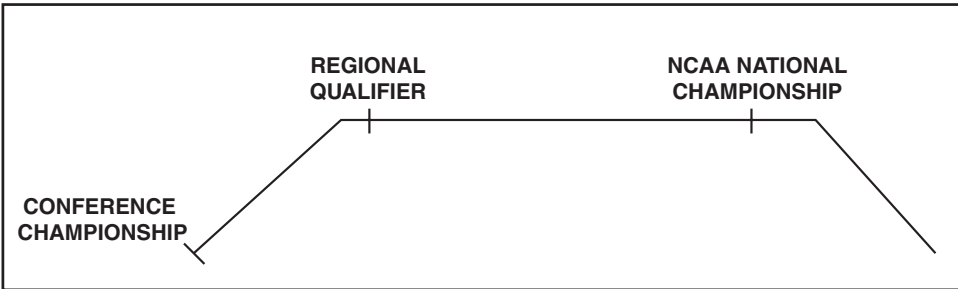 REGIONAL
QUALIFIER
NCAA NATIONAL
CHAMPIONSHIP
CONFERENCE
CHAMPIONSHIP